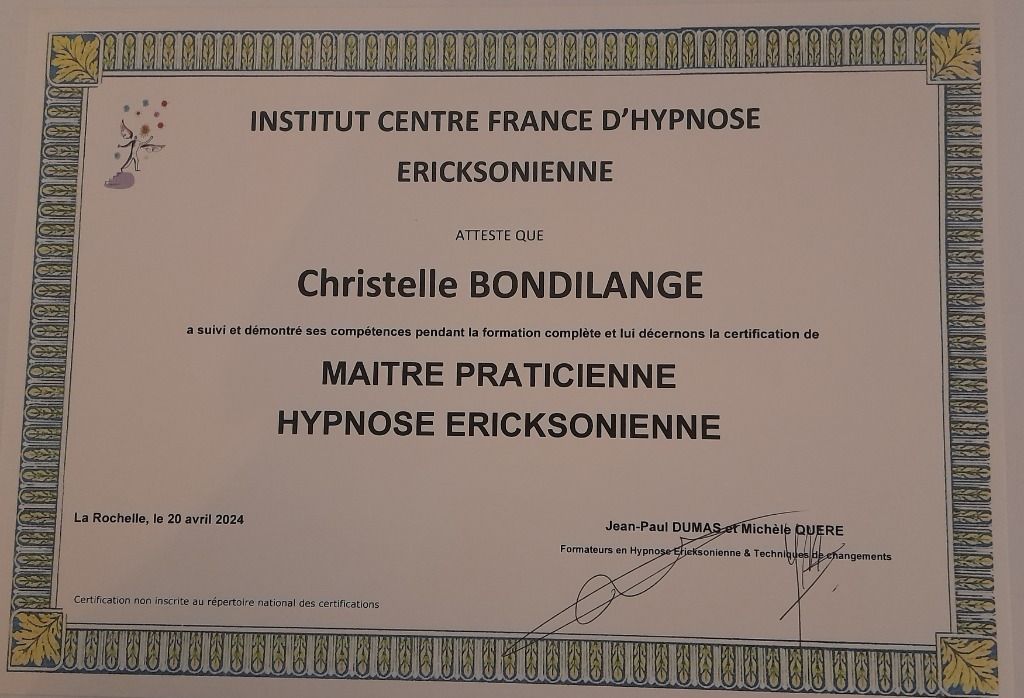 INSTITUT CENTRE FRANCE D’HYPNOSE
ERICKSONIENNE
ATTESTE QUE
Christelle BONDILANGE
a suivi et démontré ses compétences pendant la formation complète et lui décernons la certification de
MAITRE PRATICIENNE
HYPNOSE ERICKSONIENNE
La Rochelle, le 20 avril 2024
Jean-Paul DUMAS et Michèle QUERE
Formateurs en Hypnose Ericksonienne & Techniques de changements
Certification non inscrite au répertoire national des certifications